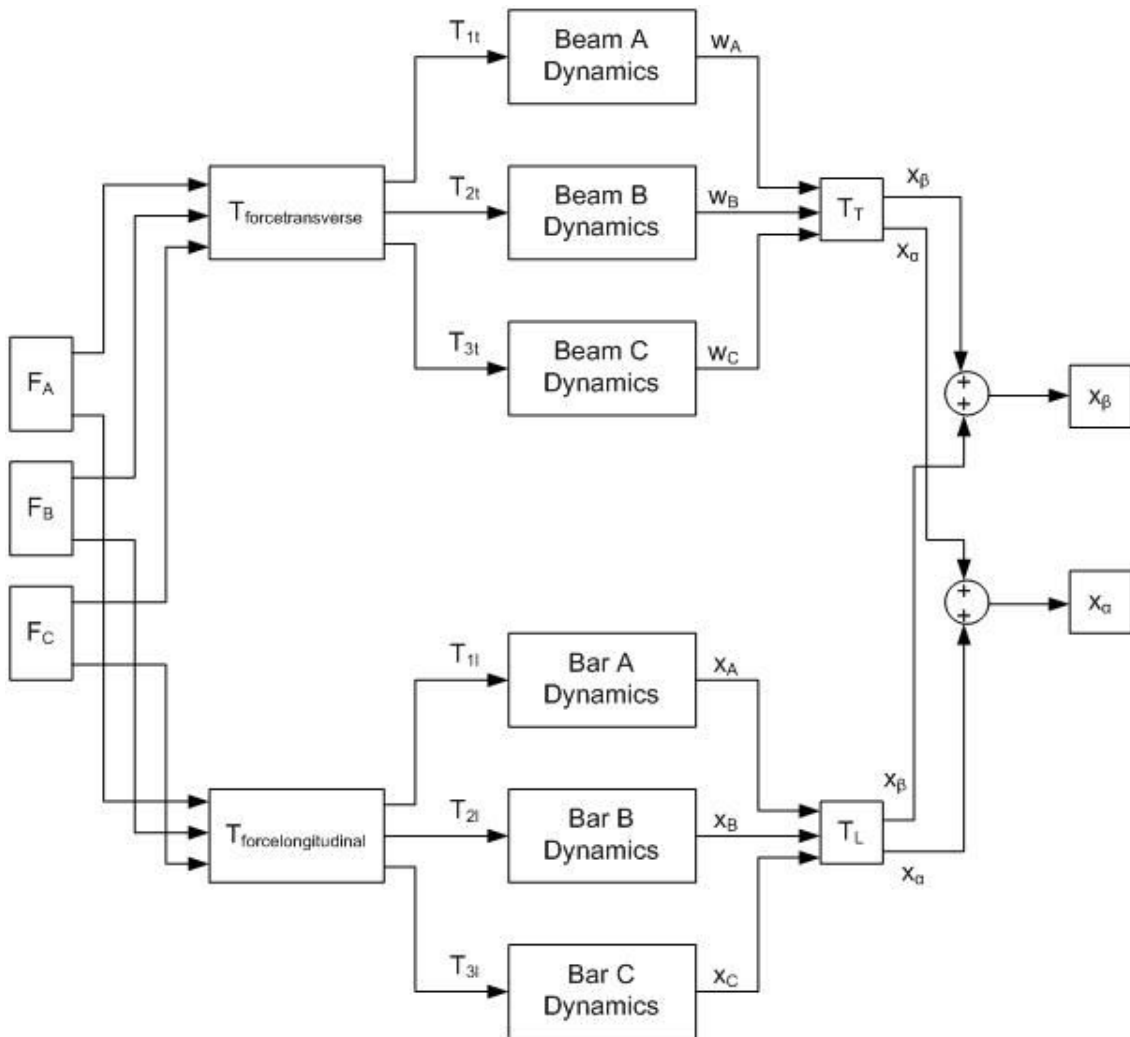 T1t
Beam A
Dynamics
wA
Tforcetransverse
T2t
Beam B
Dynamics
wB
TT
xβ
xα
T3t
Beam C
Dynamics
wC
FA
+
+
xβ
FB
FC
+
+
xα
T1l
Bar A
Dynamics
xA
Tforcelongitudinal
T2l
Bar B
Dynamics
xB
xβ
TL
xα
T3l
Bar C
Dynamics
xC